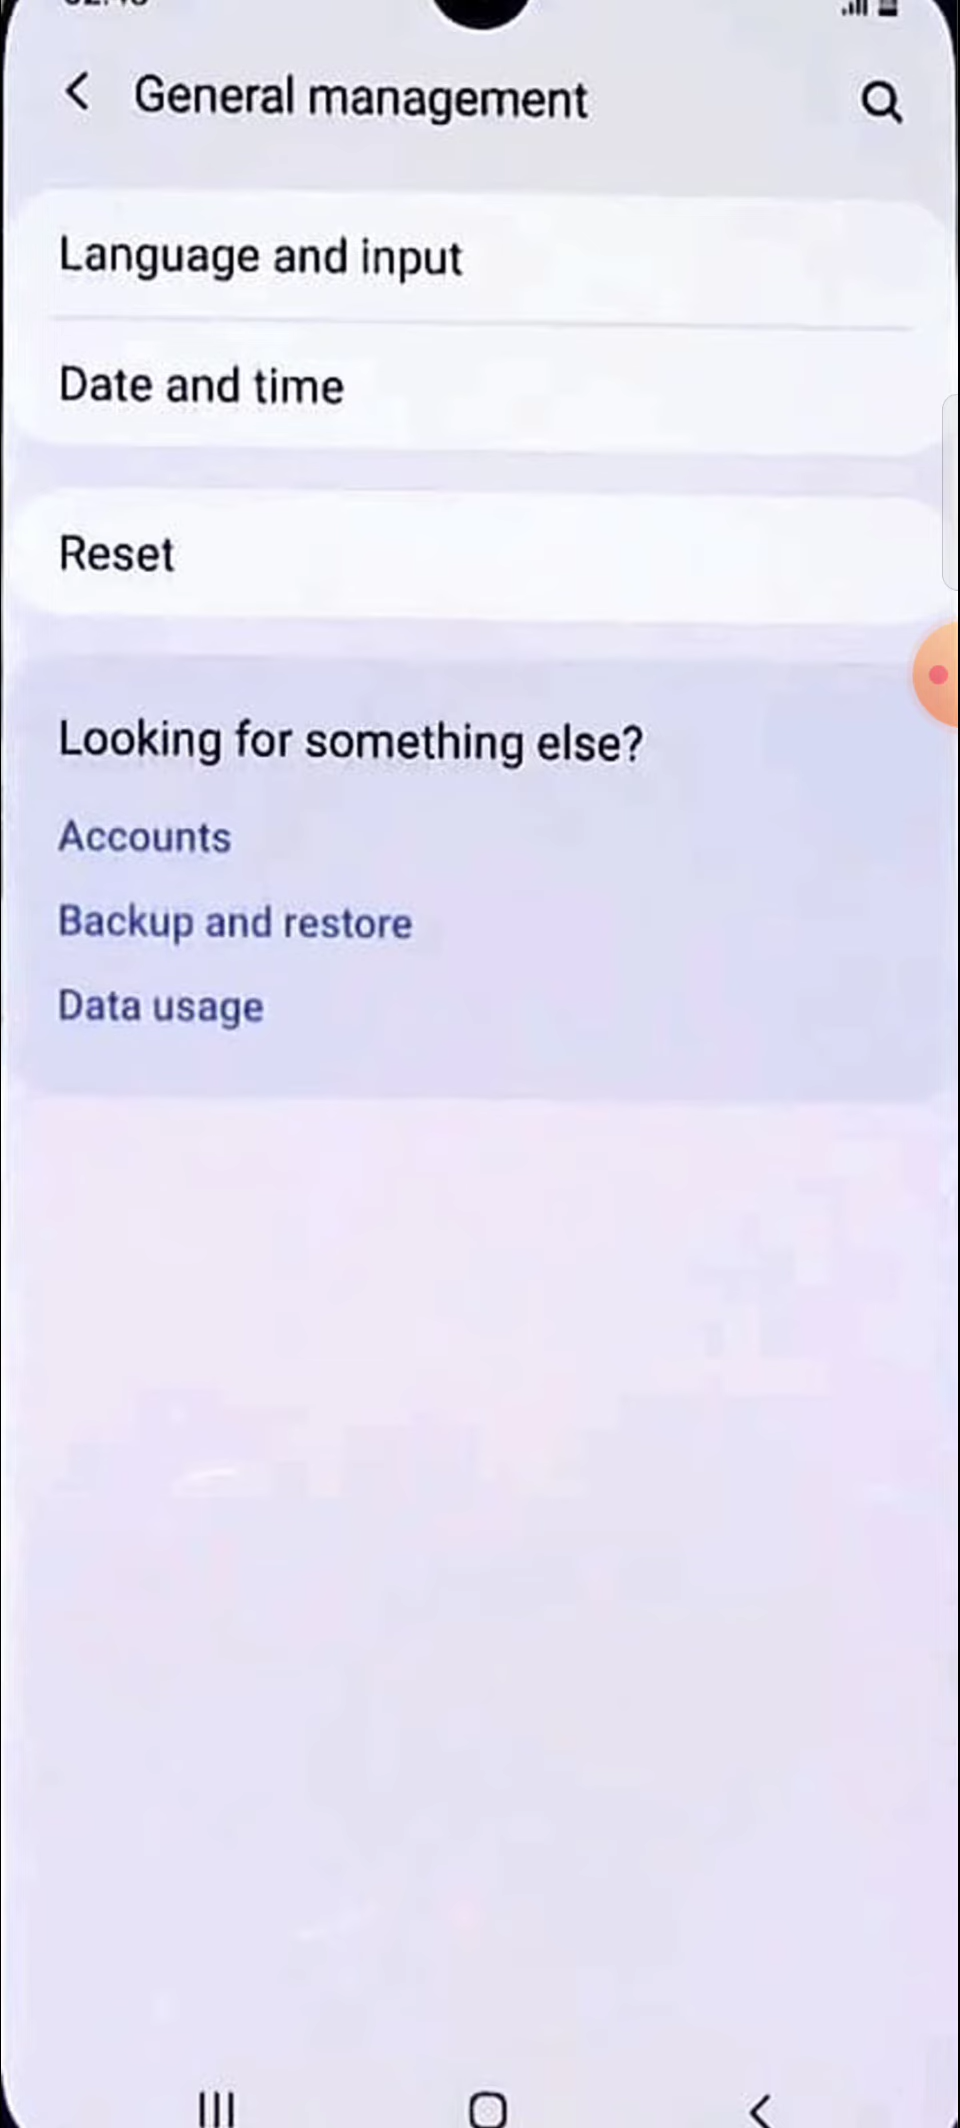 General management
Language and input
Date and time
Reset
Looking for something else?
Accounts
Backup and restore
Data usage